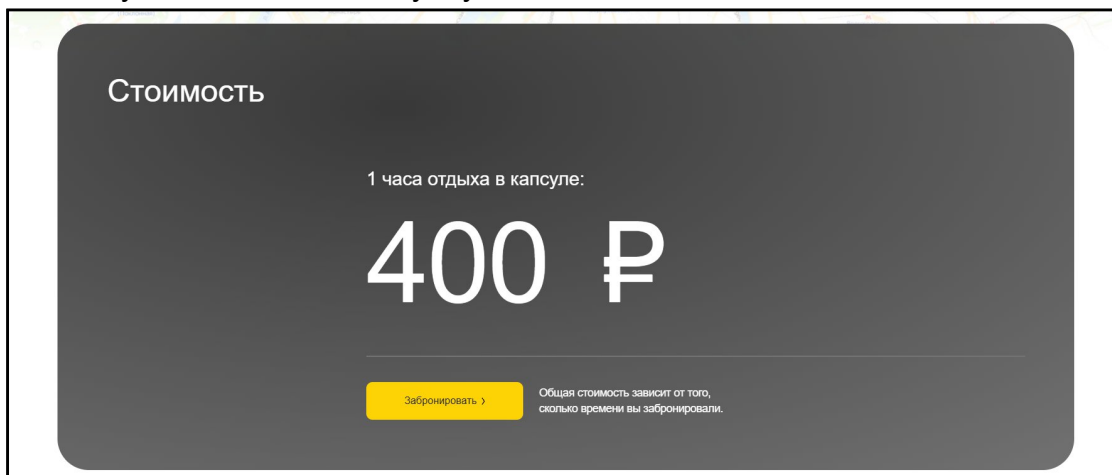 Стоимость
1 часа отдыха в капсуле:
400 ₽
Забронировать ›
Общая стоимость зависит от того,
сколько времени вы забронировали.